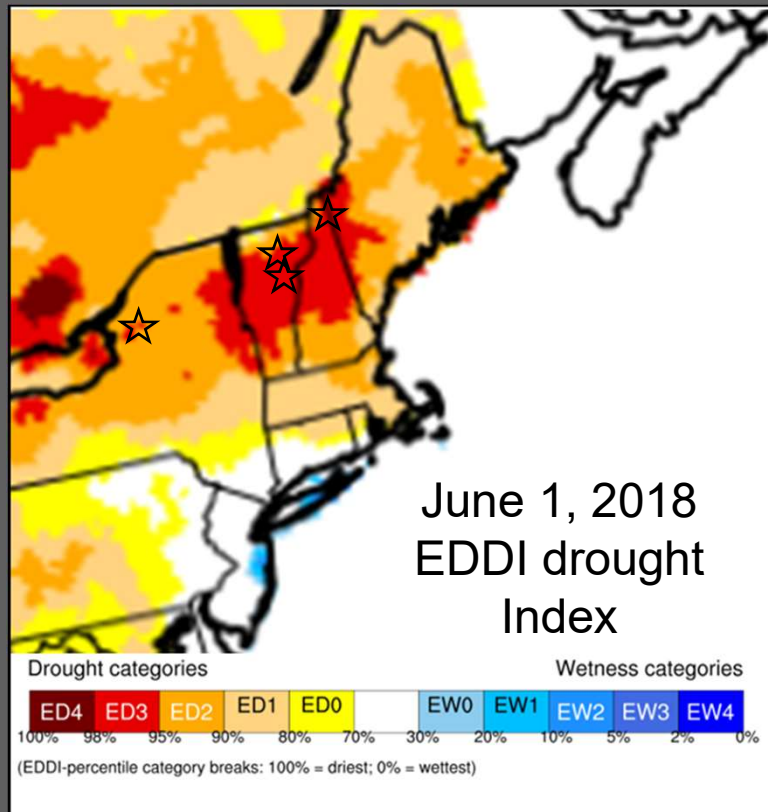 June 1, 2018
EDDI drought
Index
Drought categories
Wetness categories
ED4 ED3 ED2 ED1 ED0 EW0 EW1 EW2 EW3 EW4
100% 98% 95% 90% 80% 70% 30% 20% 10% 5% 2% 0%
(EDDI-percentile category breaks: 100% = driest; 0% = wettest)